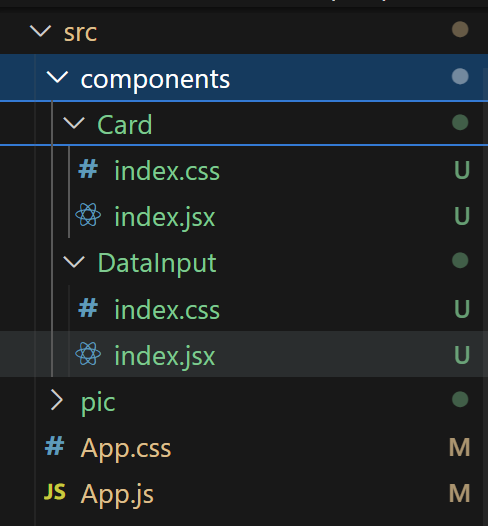 src
components
Card
# index.css U
index.jsx U
DataInput
# index.css U
index.jsx U
pic
# App.css M
JS App.js M